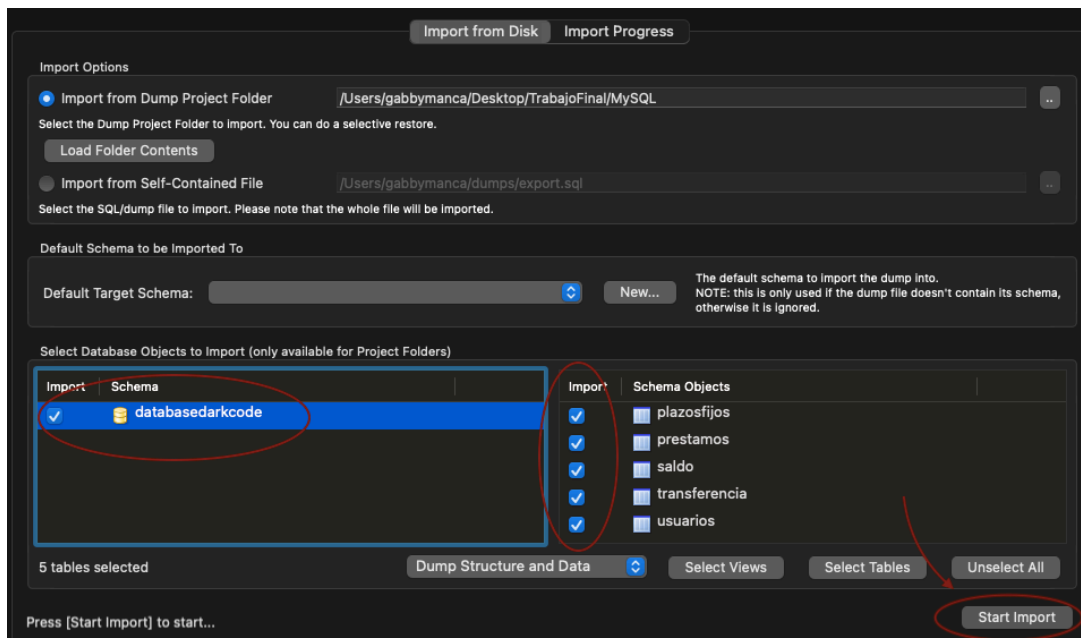 Import from Disk Import Progress
Import Options
Import from Dump Project Folder /Users/gabbymanca/Desktop/TrabajoFinal/MySQL ..
Select the Dump Project Folder to import. You can do a selective restore.
Load Folder Contents
Import from Self-Contained File /Users/gabbymanca/dumps/export.sql ..
Select the SQL/dump file to import. Please note that the whole file will be imported.
Default Schema to be Imported To
Default Target Schema: New... The default schema to import the dump into.
NOTE: this is only used if the dump file doesn't contain its schema,
otherwise it is ignored.
Select Database Objects to Import (only available for Project Folders)
Import Schema Import Schema Objects
databasedarkcode plazosfijos
prestamos
saldo
transferencia
usuarios
5 tables selected Dump Structure and Data Select Views Select Tables Unselect All
Press [Start Import] to start... Start Import